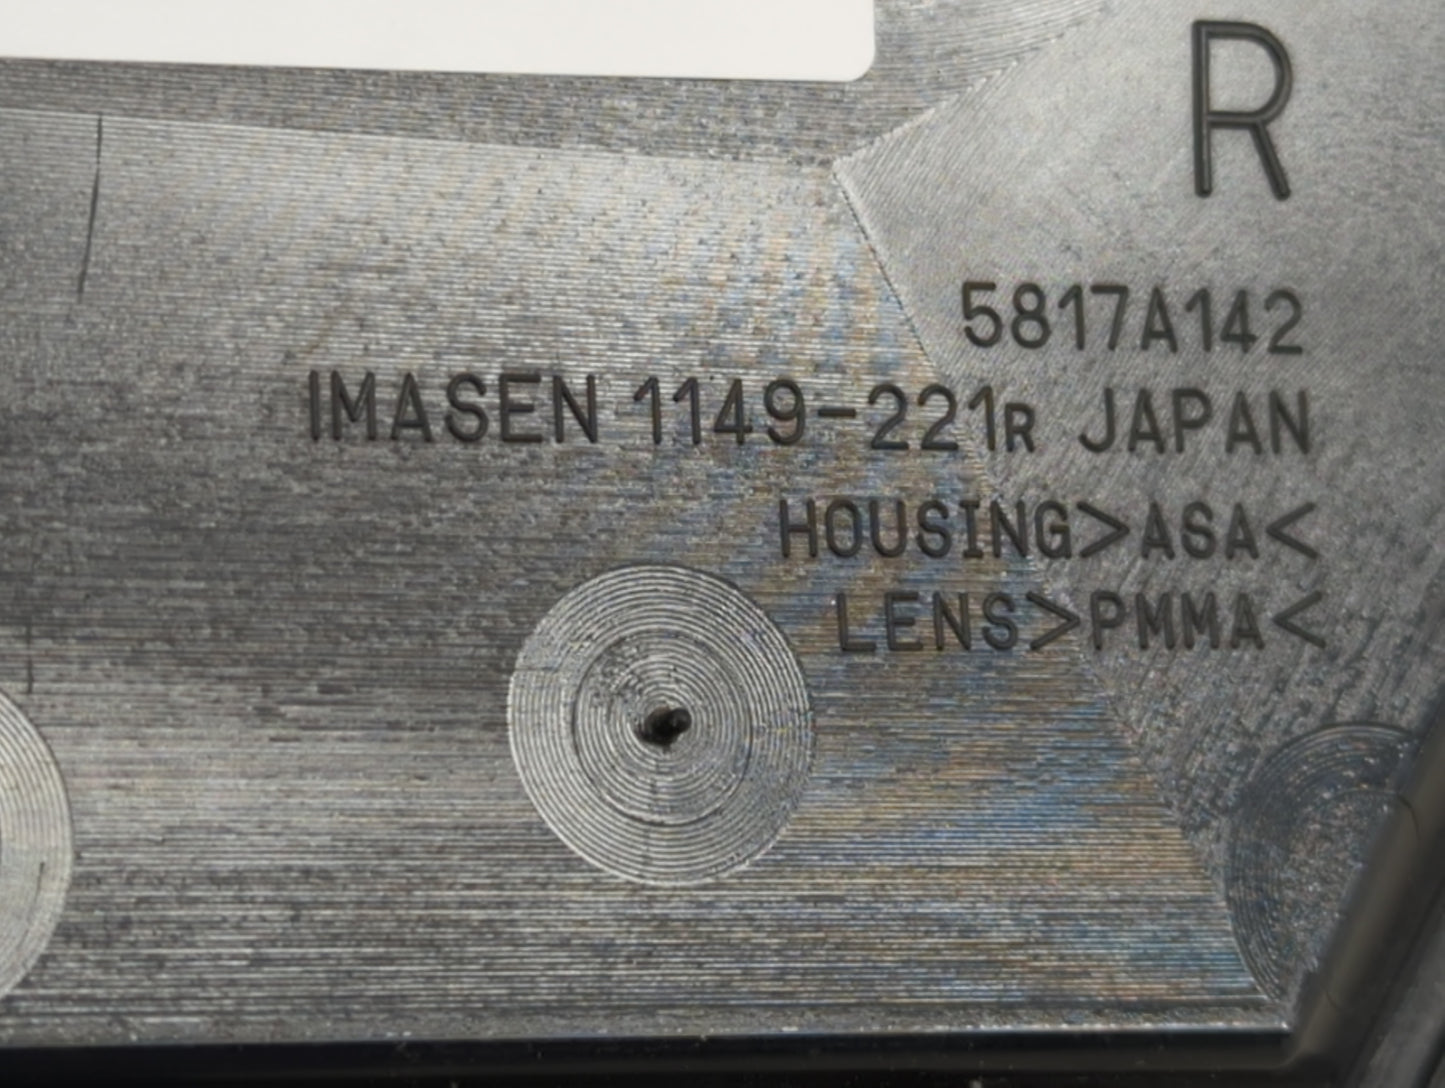 R
5817A142
IMASEN 1149-221R JAPAN
HOUSING>ASA<
LENS>PMMA<